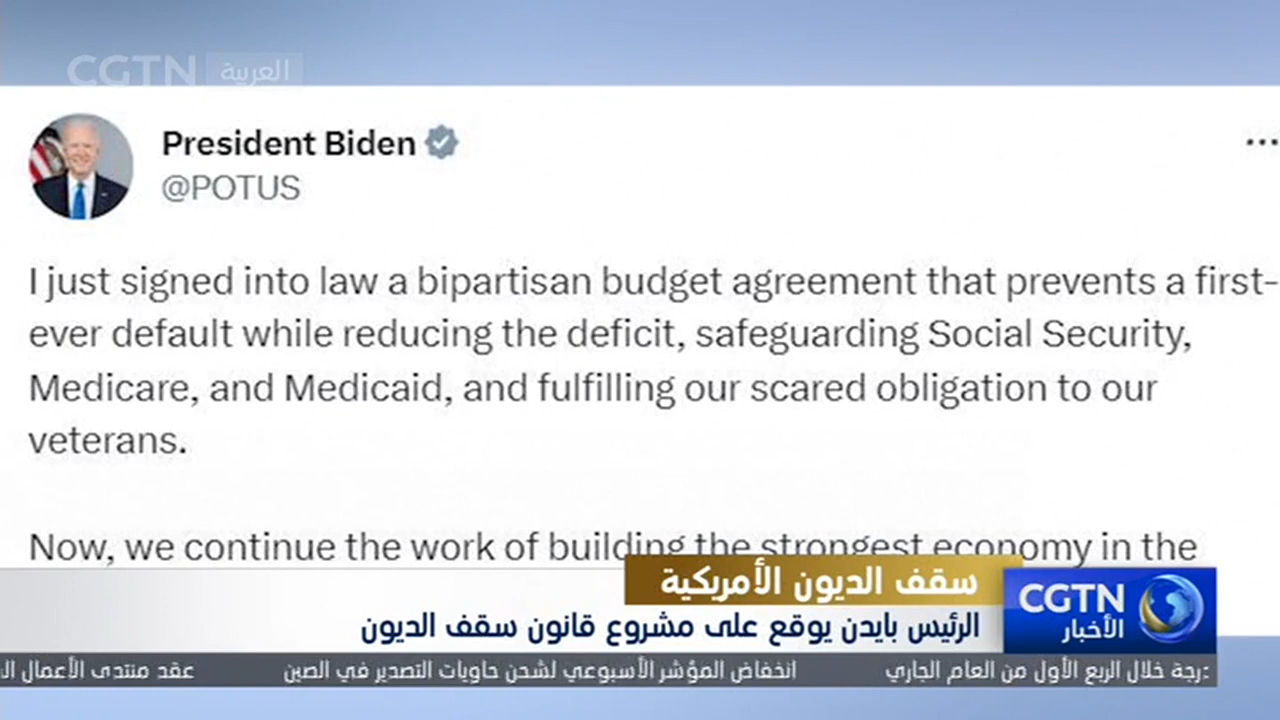 CGTN العربية
President Biden
@POTUS
I just signed into law a bipartisan budget agreement that prevents a first-
ever default while reducing the deficit, safeguarding Social Security,
Medicare, and Medicaid, and fulfilling our scared obligation to our
veterans.
Now, we continue the work of building the strongest economy in the
سقف الديون الأمريكية
الرئيس بايدن يوقع على مشروع قانون سقف الديون
CGTN
الأخبار
درجة خلال الربع الأول من العام الجاري انخفاض المؤشر الأسبوعي لشحن حاويات التصدير في الصين عقد منتدى الأعمال ال